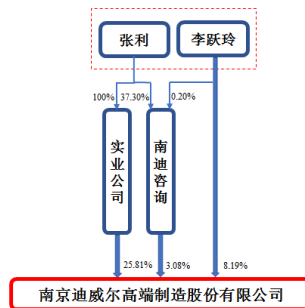 张利
李跃玲
100%
37.30%
0.20%
实业公司
南迪咨询
25.81%
3.08%
8.19%
南京迪威尔高端制造股份有限公司